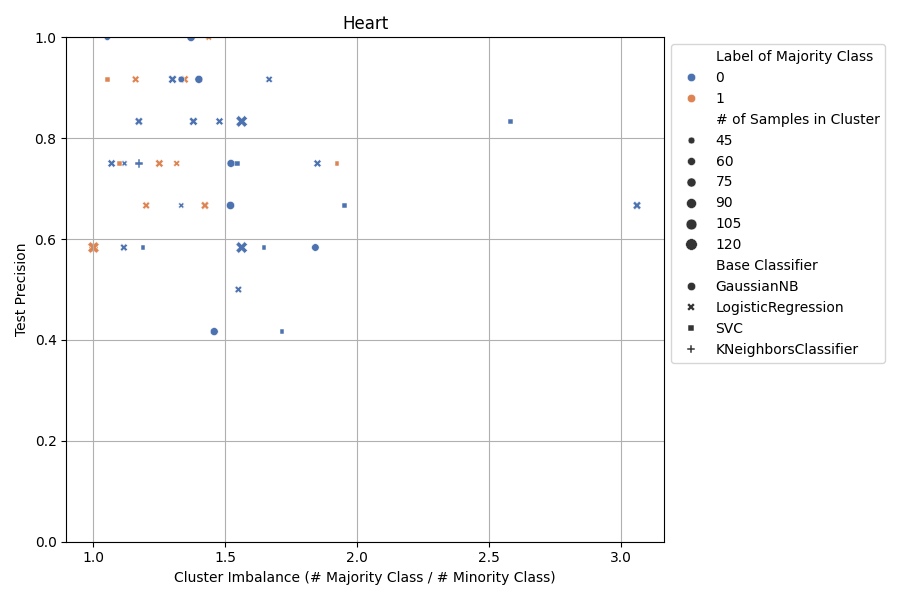 Heart
Test Precision
1.0
0.8
0.6
0.4
0.2
0.0
1.0 1.5 2.0 2.5 3.0
Cluster Imbalance (# Majority Class / # Minority Class)
Label of Majority Class
0
1
# of Samples in Cluster
45
60
75
90
105
120
Base Classifier
GaussianNB
LogisticRegression
SVC
KNeighborsClassifier